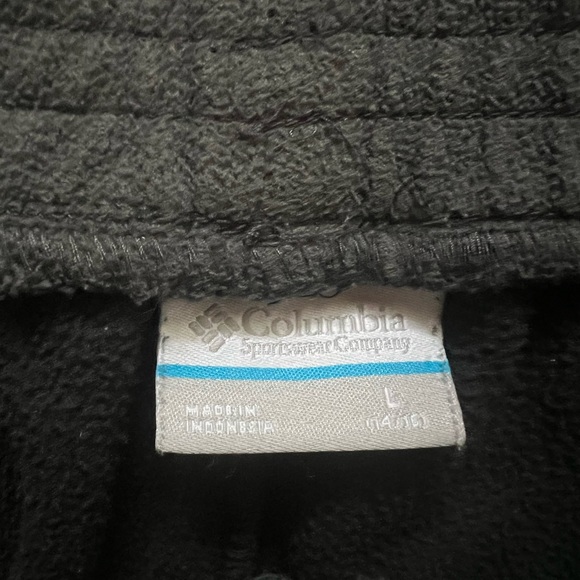 Columbia
Sportswear Company
MADE IN
INDONESIA
L
(14/16)